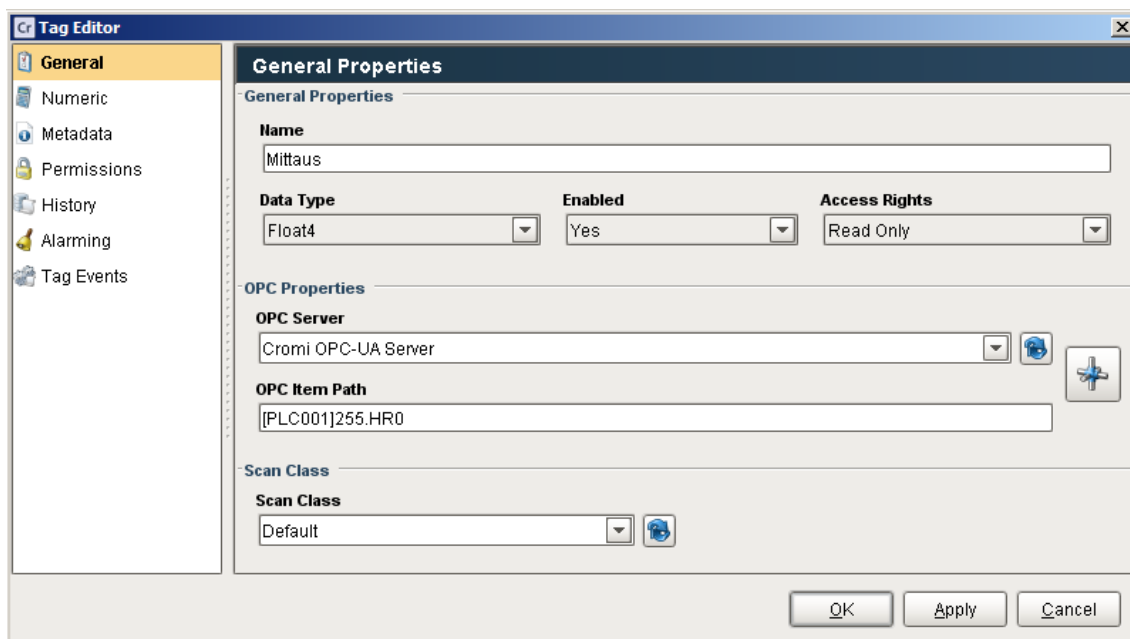 Cr Tag Editor
General
Numeric
Metadata
Permissions
History
Alarming
Tag Events
General Properties
General Properties
Name
Mittaus
Data Type Enabled Access Rights
Float4 Yes Read Only
OPC Properties
OPC Server
Cromi OPC-UA Server
OPC Item Path
[PLC001]255.HR0
Scan Class
Scan Class
Default
OK Apply Cancel